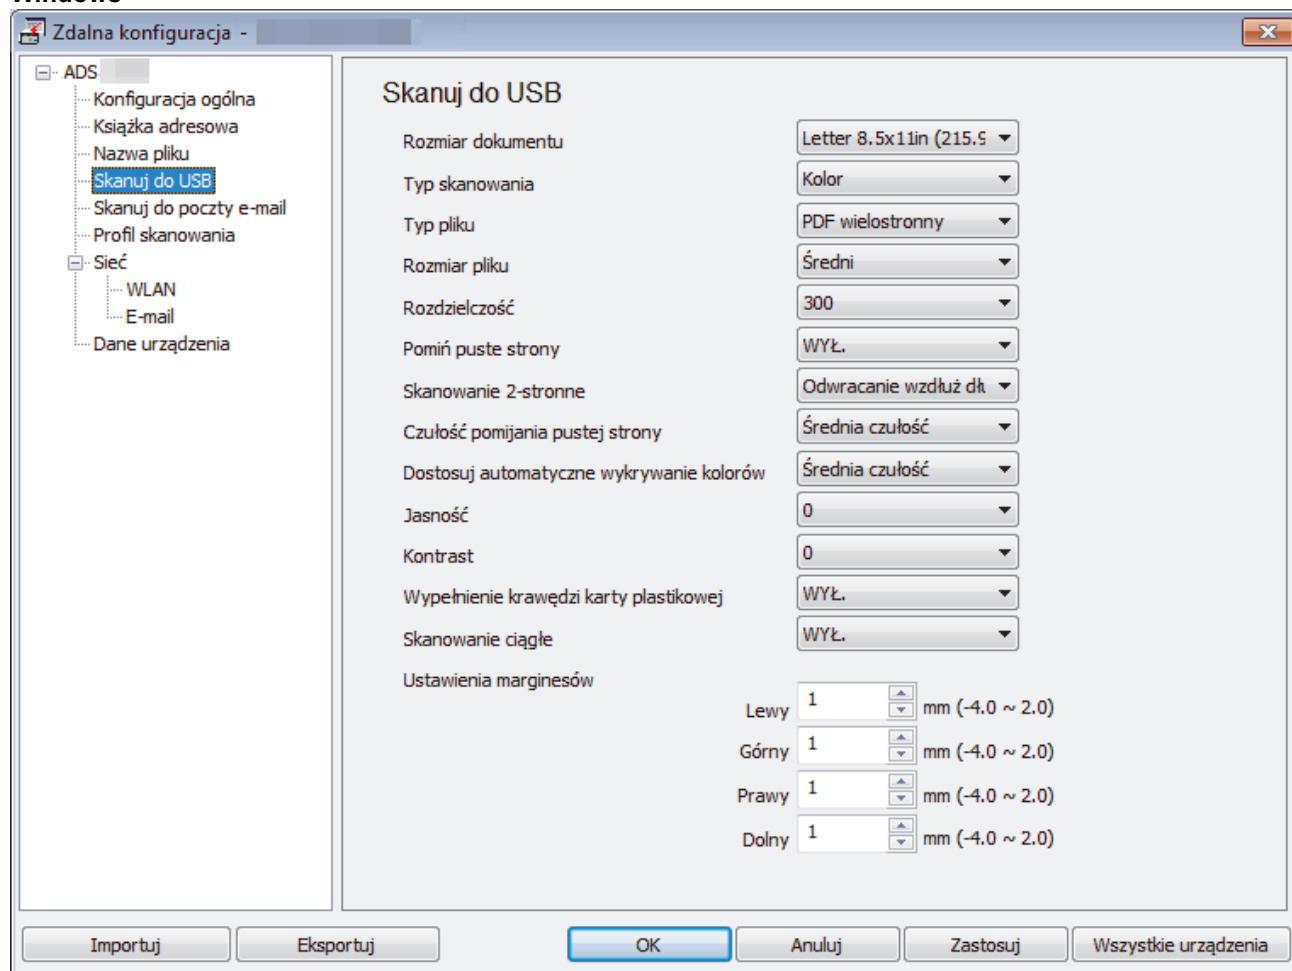 Zdalna konfiguracja -
ADS
Konfiguracja ogólna
Książka adresowa
Nazwa pliku
Skanuj do USB
Skanuj do poczty e-mail
Profil skanowania
Sieć
WLAN
E-mail
Dane urządzenia
Skanuj do USB
Rozmiar dokumentu Letter 8.5x11in (215.9
Typ skanowania Kolor
Typ pliku PDF wielostronny
Rozmiar pliku Średni
Rozdzielczość 300
Pomiń puste strony WYŁ.
Skanowanie 2-stronne Odwracanie wzdłuż dł
Czułość pomijania pustej strony Średnia czułość
Dostosuj automatyczne wykrywanie kolorów Średnia czułość
Jasność 0
Kontrast 0
Wypełnienie krawędzi karty plastikowej WYŁ.
Skanowanie ciągłe WYŁ.
Ustawienia marginesów
Lewy 1 mm (-4.0 ~ 2.0)
Górny 1 mm (-4.0 ~ 2.0)
Prawy 1 mm (-4.0 ~ 2.0)
Dolny 1 mm (-4.0 ~ 2.0)
Importuj Eksportuj OK Anuluj Zastosuj Wszystkie urządzenia